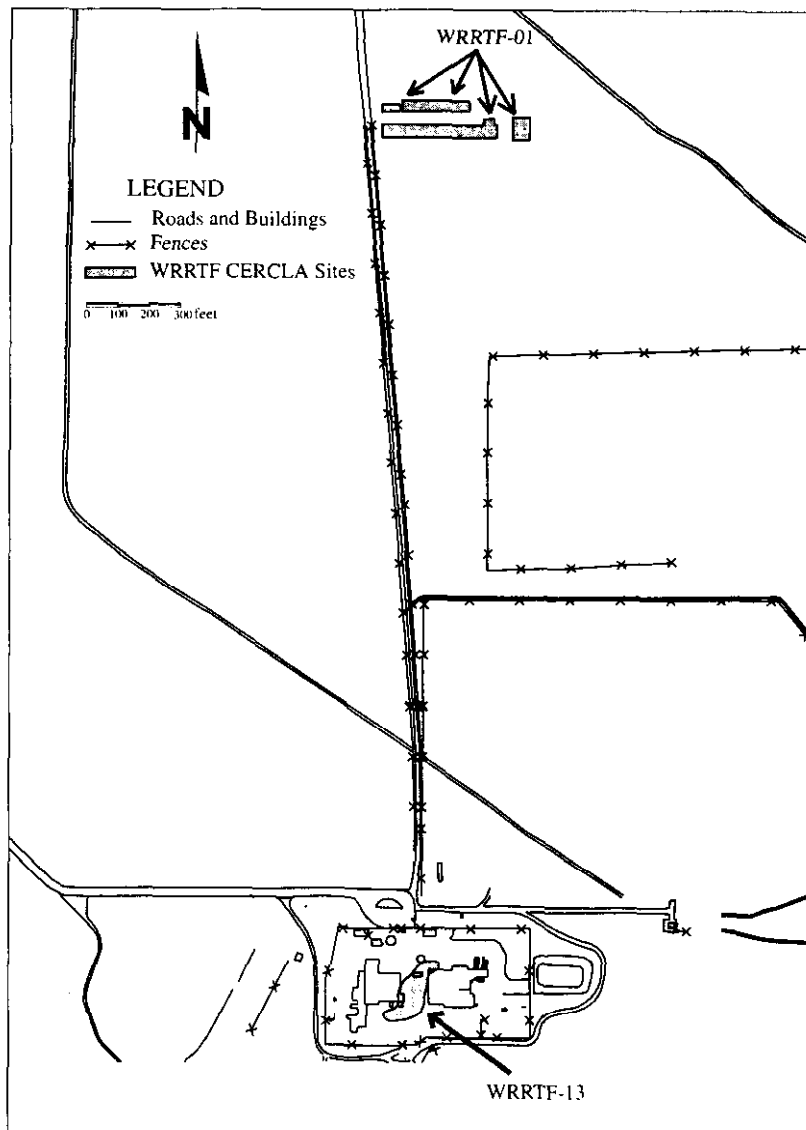 WRRTF-01
N
LEGEND
Roads and Buildings
Fences
WRRTF CERCLA Sites
0 100 200 300 feet
WRRTF-13